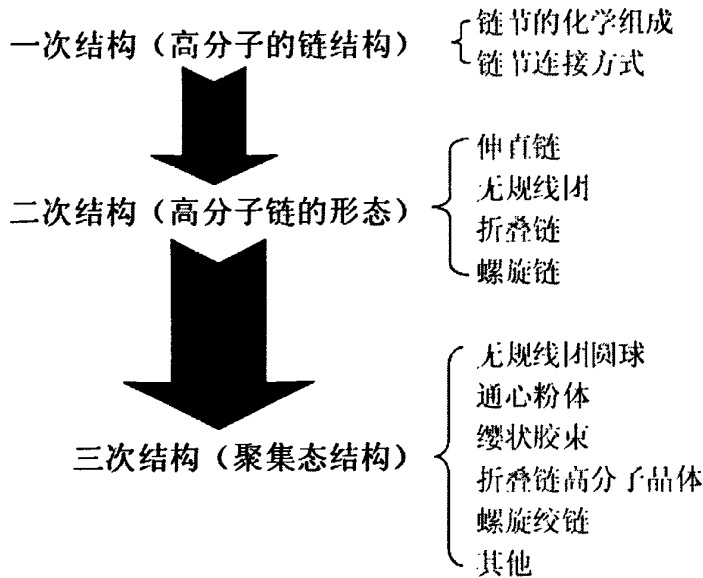 一次结构（高分子的链结构）
链节的化学组成
链节连接方式
二次结构（高分子链的形态）
伸直链
无规线团
折叠链
螺旋链
三次结构（聚集态结构）
无规线团圆球
通心粉体
缨状胶束
折叠链高分子晶体
螺旋绞链
其他